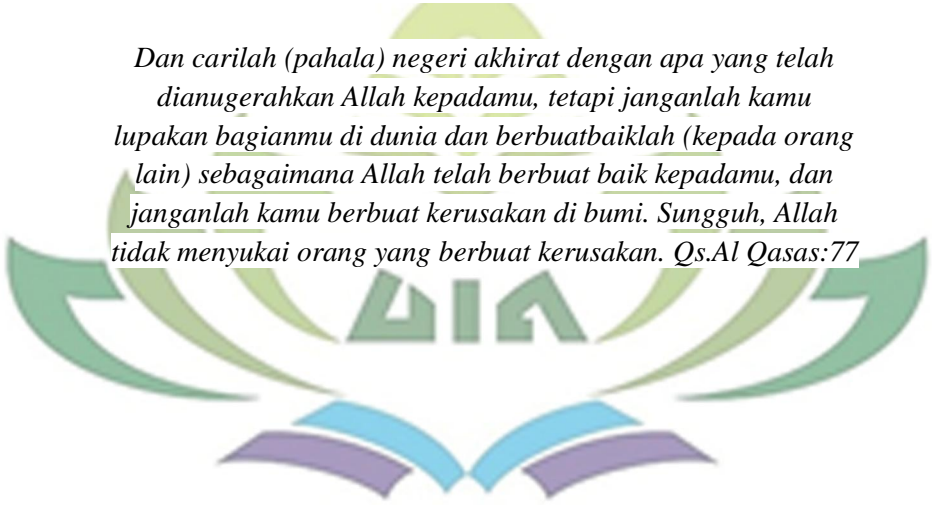 Dan carilah (pahala) negeri akhirat dengan apa yang telah
dianugerahkan Allah kepadamu, tetapi janganlah kamu
lupakan bagianmu di dunia dan berbuatbaiklah (kepada orang
lain) sebagaimana Allah telah berbuat baik kepadamu, dan
janganlah kamu berbuat kerusakan di bumi. Sungguh, Allah
tidak menyukai orang yang berbuat kerusakan. Qs.Al Qasas:77
UIN